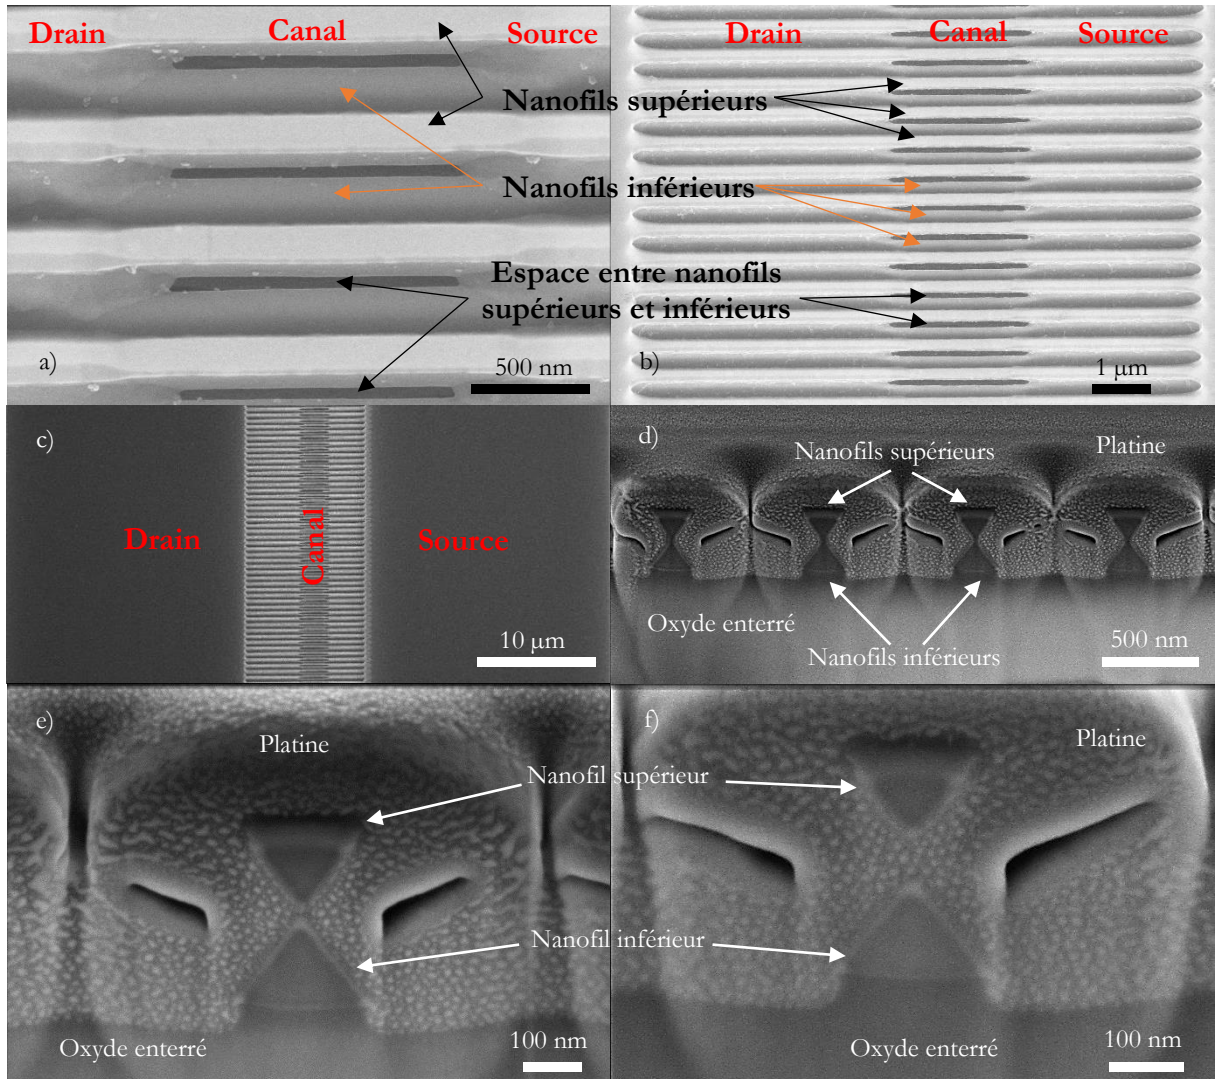 Drain
Canal
Source
Drain
Canal
Source
Nanofils supérieurs
Nanofils inférieurs
Espace entre nanofils
supérieurs et inférieurs
a)
500 nm
b)
1 µm
c)
Drain
Canal
Source
10 µm
d)
Nanofils supérieurs
Platine
Oxyde enterré
Nanofils inférieurs
500 nm
e)
Platine
Nanofil supérieur
f)
Platine
Nanofil inférieur
Oxyde enterré
100 nm
Oxyde enterré
100 nm